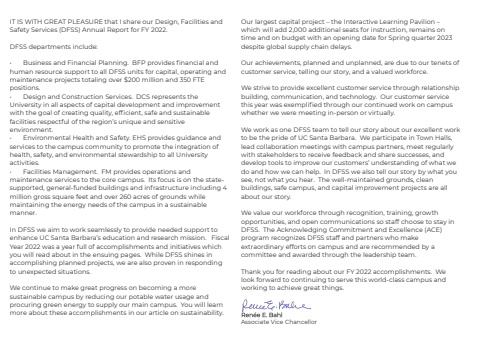 IT IS WITH GREAT PLEASURE that I share our Design, Facilities and
Safety Services (DFSS) Annual Report for FY 2022.
DFSS departments include:
· Business and Financial Planning. BFP provides financial and
human resource support to all DFSS units for capital, operating and
maintenance projects totaling over $200 million and 350 FTE
positions.
· Design and Construction Services. DCS represents the
University in all aspects of capital development and improvement
with the goal of creating quality, efficient, safe and sustainable
facilities respectful of the region's unique and sensitive
environment.
· Environmental Health and Safety. EHS provides guidance and
services to the campus community to promote the integration of
health, safety, and environmental stewardship to all University
activities.
· Facilities Management. FM provides operations and
maintenance services to the core campus. Its focus is on the state-
supported, general-funded buildings and infrastructure including 4
million gross square feet and over 260 acres of grounds while
maintaining the energy needs of the campus in a sustainable
manner.
In DFSS we aim to work seamlessly to provide needed support to
enhance UC Santa Barbara's education and research mission. Fiscal
Year 2022 was a year full of accomplishments and initiatives which
you will read about in the ensuing pages. While DFSS shines in
accomplishing planned projects, we are also proven in responding
to unexpected situations.
We continue to make great progress on becoming a more
sustainable campus by reducing our potable water usage and
procuring green energy to supply our main campus. You will learn
more about these accomplishments in our article on sustainability.
Our largest capital project – the Interactive Learning Pavilion –
which will add 2,000 additional seats for instruction, remains on
time and on budget with an opening date for Spring quarter 2023
despite global supply chain delays.
Our achievements, planned and unplanned, are due to our tenets of
customer service, telling our story, and a valued workforce.
We strive to provide excellent customer service through relationship
building, communication, and technology. Our customer service
this year was exemplified through our continued work on campus
whether we were meeting in-person or virtually.
We work as one DFSS team to tell our story about our excellent work
to be the pride of UC Santa Barbara. We participate in Town Halls,
lead collaboration meetings with campus partners, meet regularly
with stakeholders to receive feedback and share successes, and
develop tools to improve our customers' understanding of what we
do and how we can help. In DFSS we also tell our story by what you
see, not what you hear. The well-maintained grounds, clean
buildings, safe campus, and capital improvement projects are all
about our story.
We value our workforce through recognition, training, growth
opportunities, and open communications so staff choose to stay in
DFSS. The Acknowledging Commitment and Excellence (ACE)
program recognizes DFSS staff and partners who make
extraordinary efforts on campus and are recommended by a
committee and awarded through the leadership team.
Thank you for reading about our FY 2022 accomplishments. We
look forward to continuing to serve this world-class campus and
working to achieve great things.
Renée E. Bahl
Renée E. Bahl
Associate Vice Chancellor